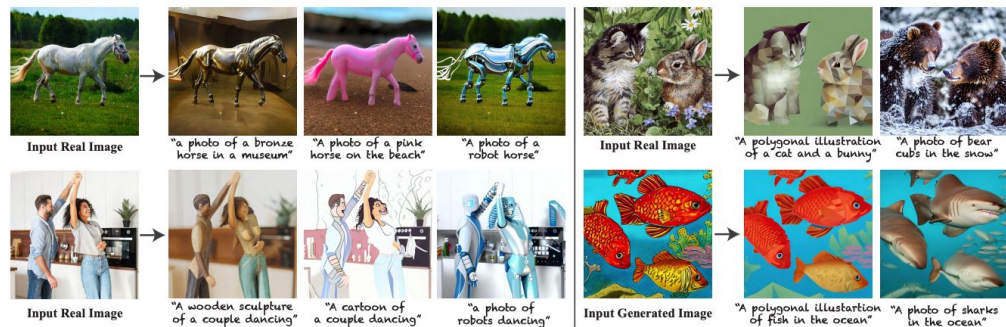 Input Real Image
“a photo of a bronze
horse in a museum”
“A photo of a pink
horse on the beach”
“A photo of a
robot horse”
Input Real Image
“A polygonal illustration
of a cat and a bunny”
“A photo of bear
cubs in the snow”
Input Real Image
“A wooden sculpture
of a couple dancing”
“A cartoon of
a couple dancing”
“a photo of
robots dancing”
Input Generated Image
“A polygonal illustartion
of fish in the ocean”
“A photo of sharks
in the ocean”